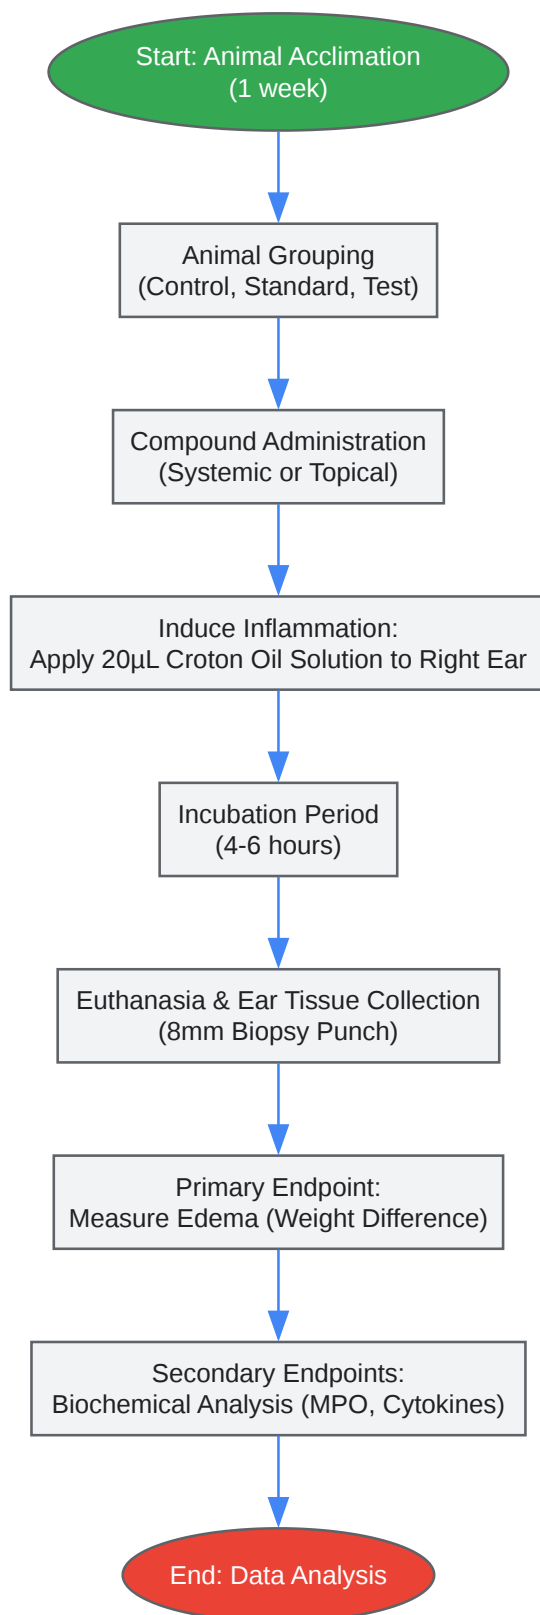 Start: Animal Acclimation
(1 week)
Animal Grouping
(Control, Standard, Test)
Compound Administration
(Systemic or Topical)
Induce Inflammation:
Apply 20µL Croton Oil Solution to Right Ear
Incubation Period
(4-6 hours)
Euthanasia & Ear Tissue Collection
(8mm Biopsy Punch)
Primary Endpoint:
Measure Edema (Weight Difference)
Secondary Endpoints:
Biochemical Analysis (MPO, Cytokines)
End: Data Analysis